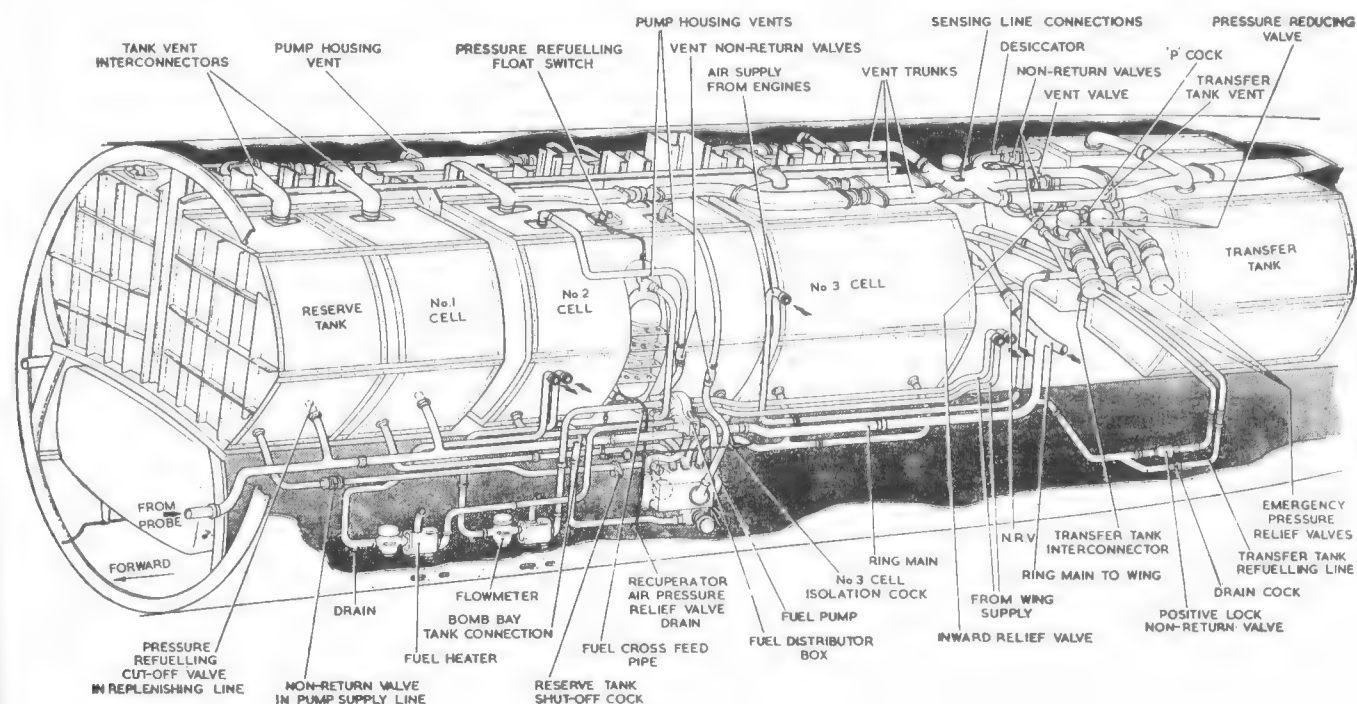 TANK VENT
INTERCONNECTORS
PUMP HOUSING
VENT
PRESSURE REFUELLING
FLOAT SWITCH
PUMP HOUSING VENTS
VENT NON-RETURN VALVES
AIR SUPPLY
FROM ENGINES
VENT TRUNKS
SENSING LINE CONNECTIONS
DESICCATOR
NON-RETURN VALVES
VENT VALVE
'P' COCK
TRANSFER
TANK VENT
PRESSURE REDUCING
VALVE
RESERVE
TANK
No.1
CELL
No 2
CELL
No 3 CELL
TRANSFER
TANK
FROM
PROBE
FORWARD
DRAIN
PRESSURE
REFUELLING
CUT-OFF VALVE
IN REPLENISHING LINE
NON-RETURN VALVE
IN PUMP SUPPLY LINE
FUEL HEATER
FLOWMETER
BOMB BAY
TANK CONNECTION
RESERVE TANK
SHUT-OFF COCK
FUEL CROSS FEED
PIPE
RECUPERATOR
AIR PRESSURE
RELIEF VALVE
DRAIN
FUEL DISTRIBUTOR
BOX
FUEL PUMP
No 3 CELL
ISOLATION COCK
RING MAIN
INWARD RELIEF VALVE
FROM WING
SUPPLY
N.R.V.
RING MAIN TO WING
TRANSFER TANK
INTERCONNECTOR
POSITIVE LOCK
NON-RETURN VALVE
DRAIN COCK
TRANSFER TANK
REFUELLING LINE
EMERGENCY
PRESSURE
RELIEF VALVES